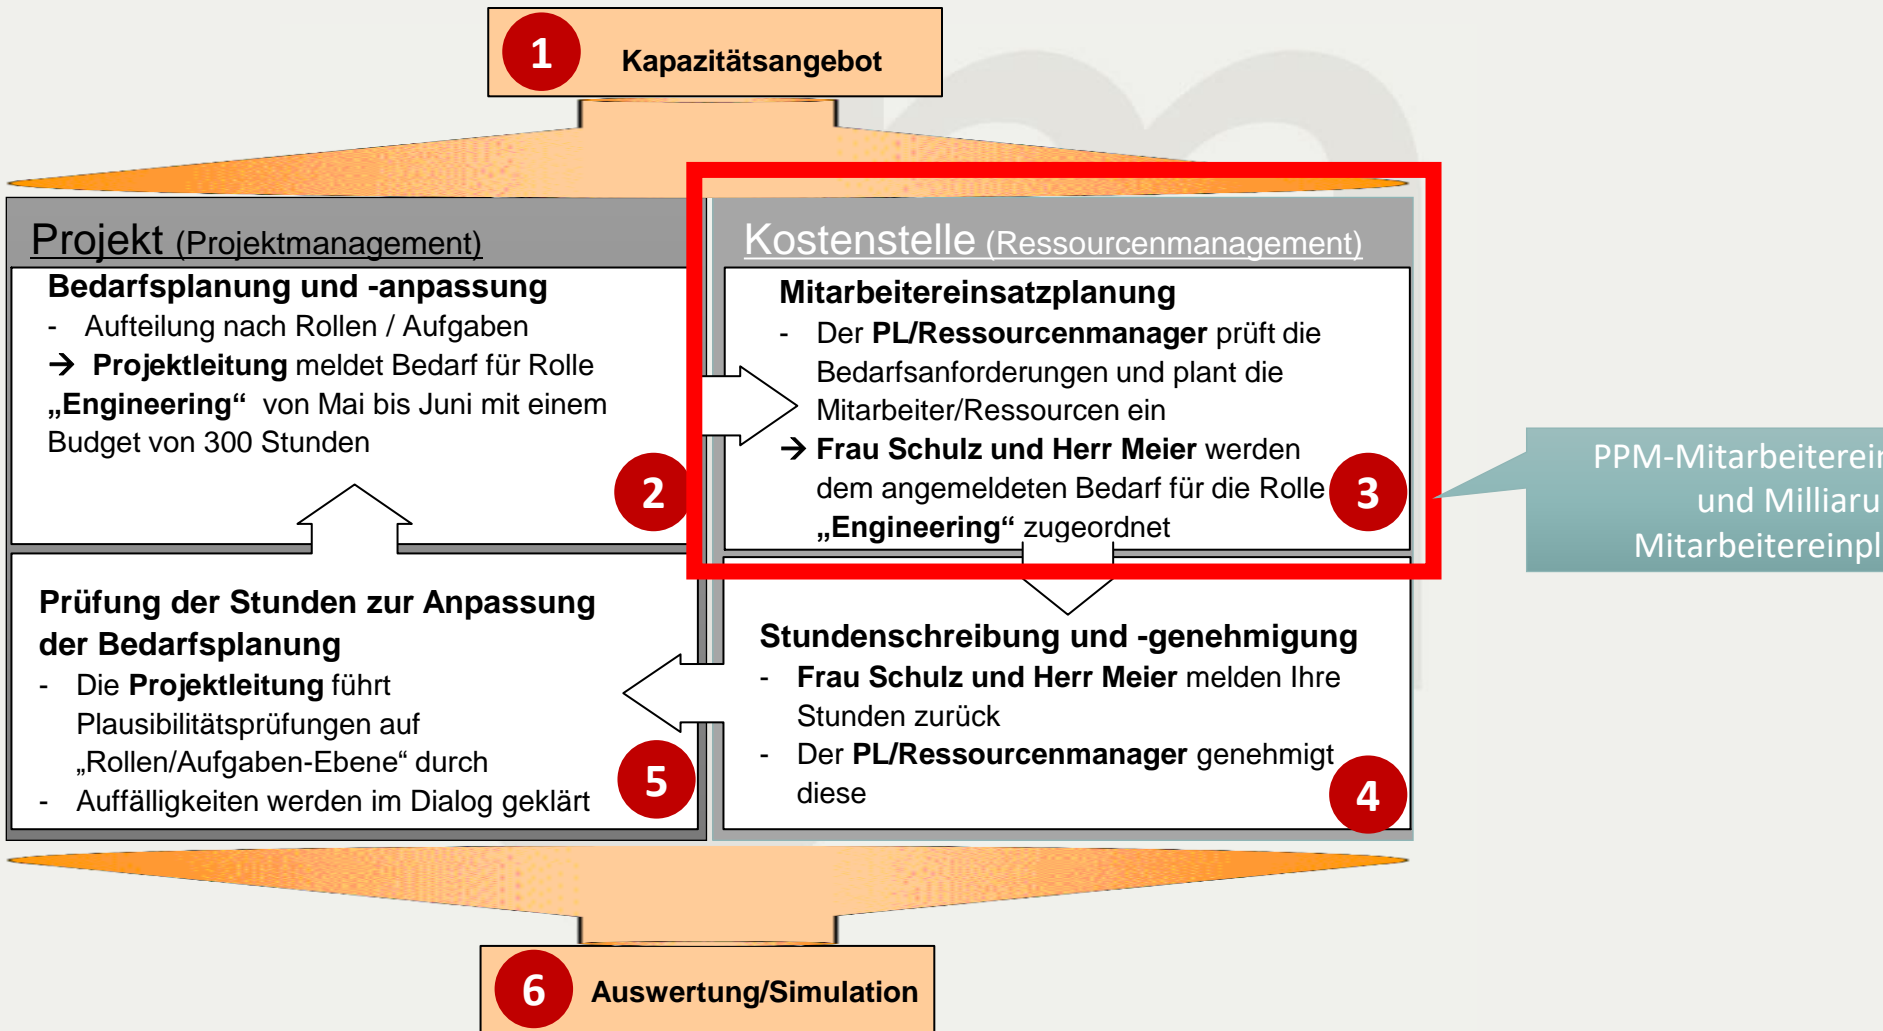 1
Kapazitätsangebot
Projekt (Projektmanagement)
Bedarfsplanung und -anpassung
- Aufteilung nach Rollen / Aufgaben
→ Projektleitung meldet Bedarf für Rolle
„Engineering“ von Mai bis Juni mit einem
Budget von 300 Stunden
2
Kostenstelle (Ressourcenmanagement)
Mitarbeitereinsatzplanung
- Der PL/Ressourcenmanager prüft die
Bedarfsanforderungen und plant die
Mitarbeiter/Ressourcen ein
→ Frau Schulz und Herr Meier werden
dem angemeldeten Bedarf für die Rolle
„Engineering“ zugeordnet
3
PPM-Mitarbeiterein
und Milliaru
Mitarbeitereinpl
Stundenschreibung und -genehmigung
- Frau Schulz und Herr Meier melden Ihre
Stunden zurück
- Der PL/Ressourcenmanager genehmigt
diese
4
Prüfung der Stunden zur Anpassung
der Bedarfsplanung
- Die Projektleitung führt
Plausibilitätsprüfungen auf
„Rollen/Aufgaben-Ebene“ durch
- Auffälligkeiten werden im Dialog geklärt
5
6
Auswertung/Simulation